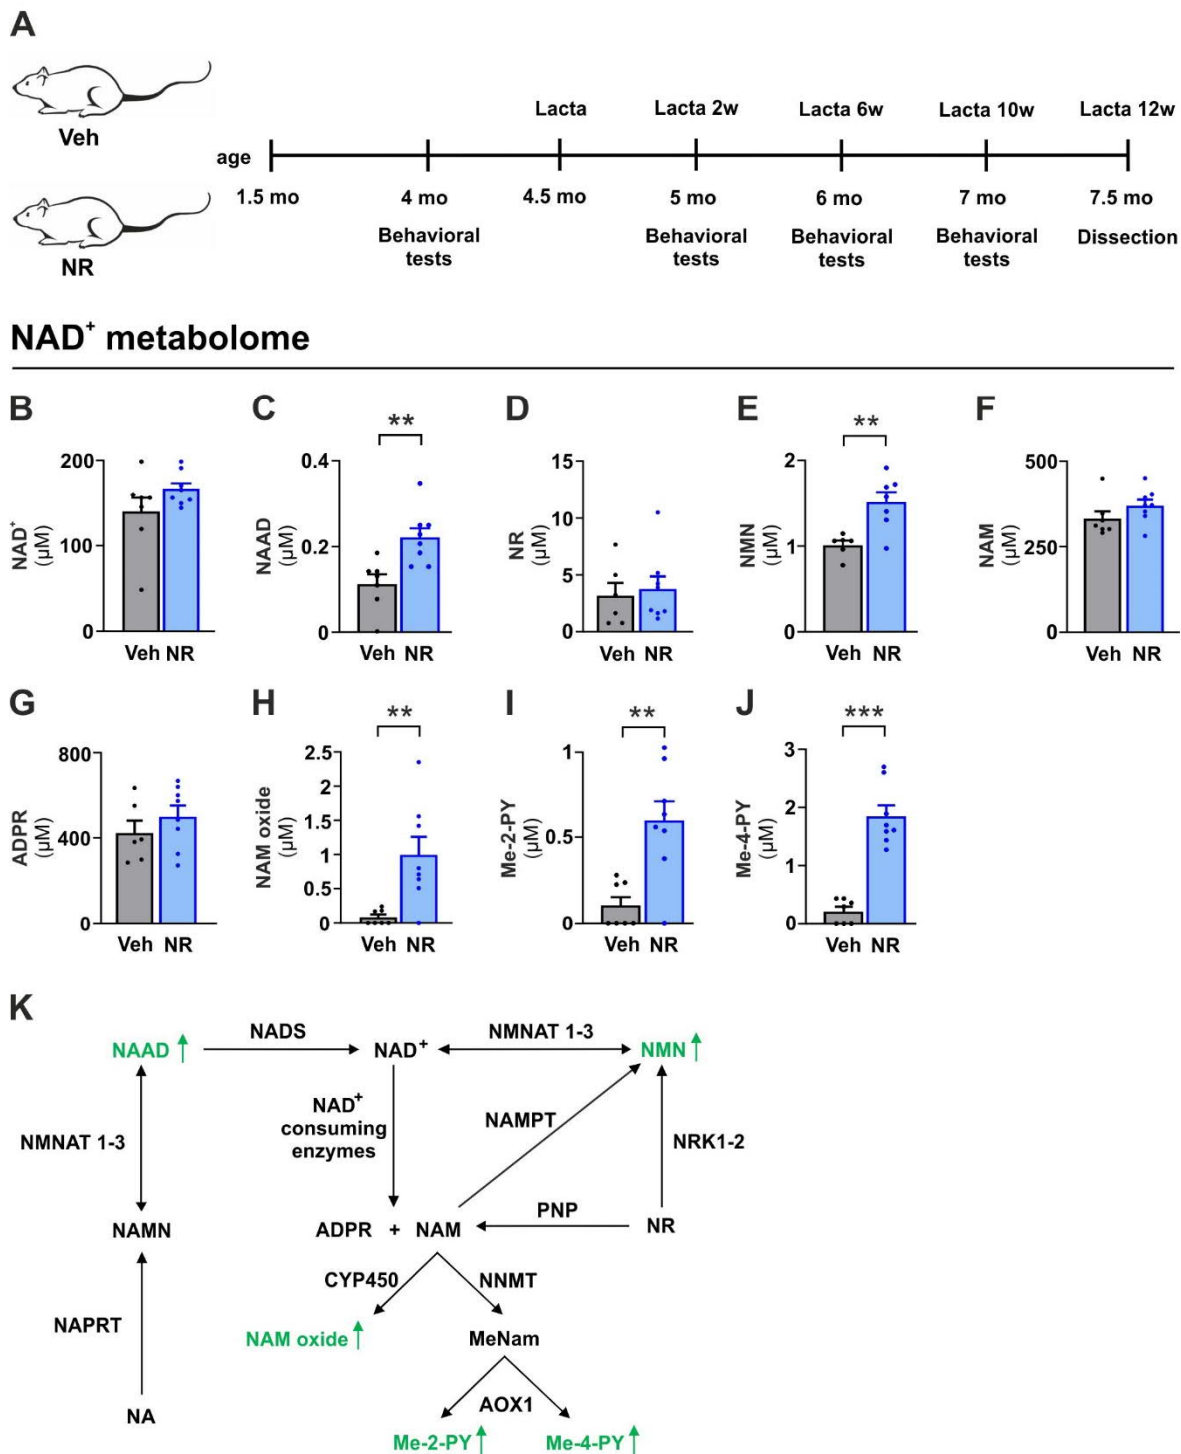 A
Veh
NR
Lacta Lacta 2w Lacta 6w Lacta 10w Lacta 12w
age
1.5 mo 4 mo 4.5 mo 5 mo 6 mo 7 mo 7.5 mo
Behavioral tests Behavioral tests Behavioral tests Behavioral tests Dissection
NAD+ metabolome
B
NAD+ (µM)
200
100
0
Veh NR
C
**
NAAD (µM)
0.4
0.2
0
Veh NR
D
NR (µM)
15
10
5
0
Veh NR
E
**
NMN (µM)
2
1
0
Veh NR
F
NAM (µM)
500
250
0
Veh NR
G
ADPR (µM)
800
400
0
Veh NR
H
**
NAM oxide (µM)
2.5
2
1.5
1
0.5
0
Veh NR
I
**
Me-2-PY (µM)
1
0.5
0
Veh NR
J
***
Me-4-PY (µM)
3
2
1
0
Veh NR
K
NAAD NADS NAD+ NMNAT 1-3 NMN
NMNAT 1-3
NAD+
consuming
enzymes
NAMPT
NRK1-2
NAMN
ADPR + NAM
PNP
NR
CYP450 NNMT
NAPRT
NAM oxide
MeNam
NA
AOX1
Me-2-PY Me-4-PY